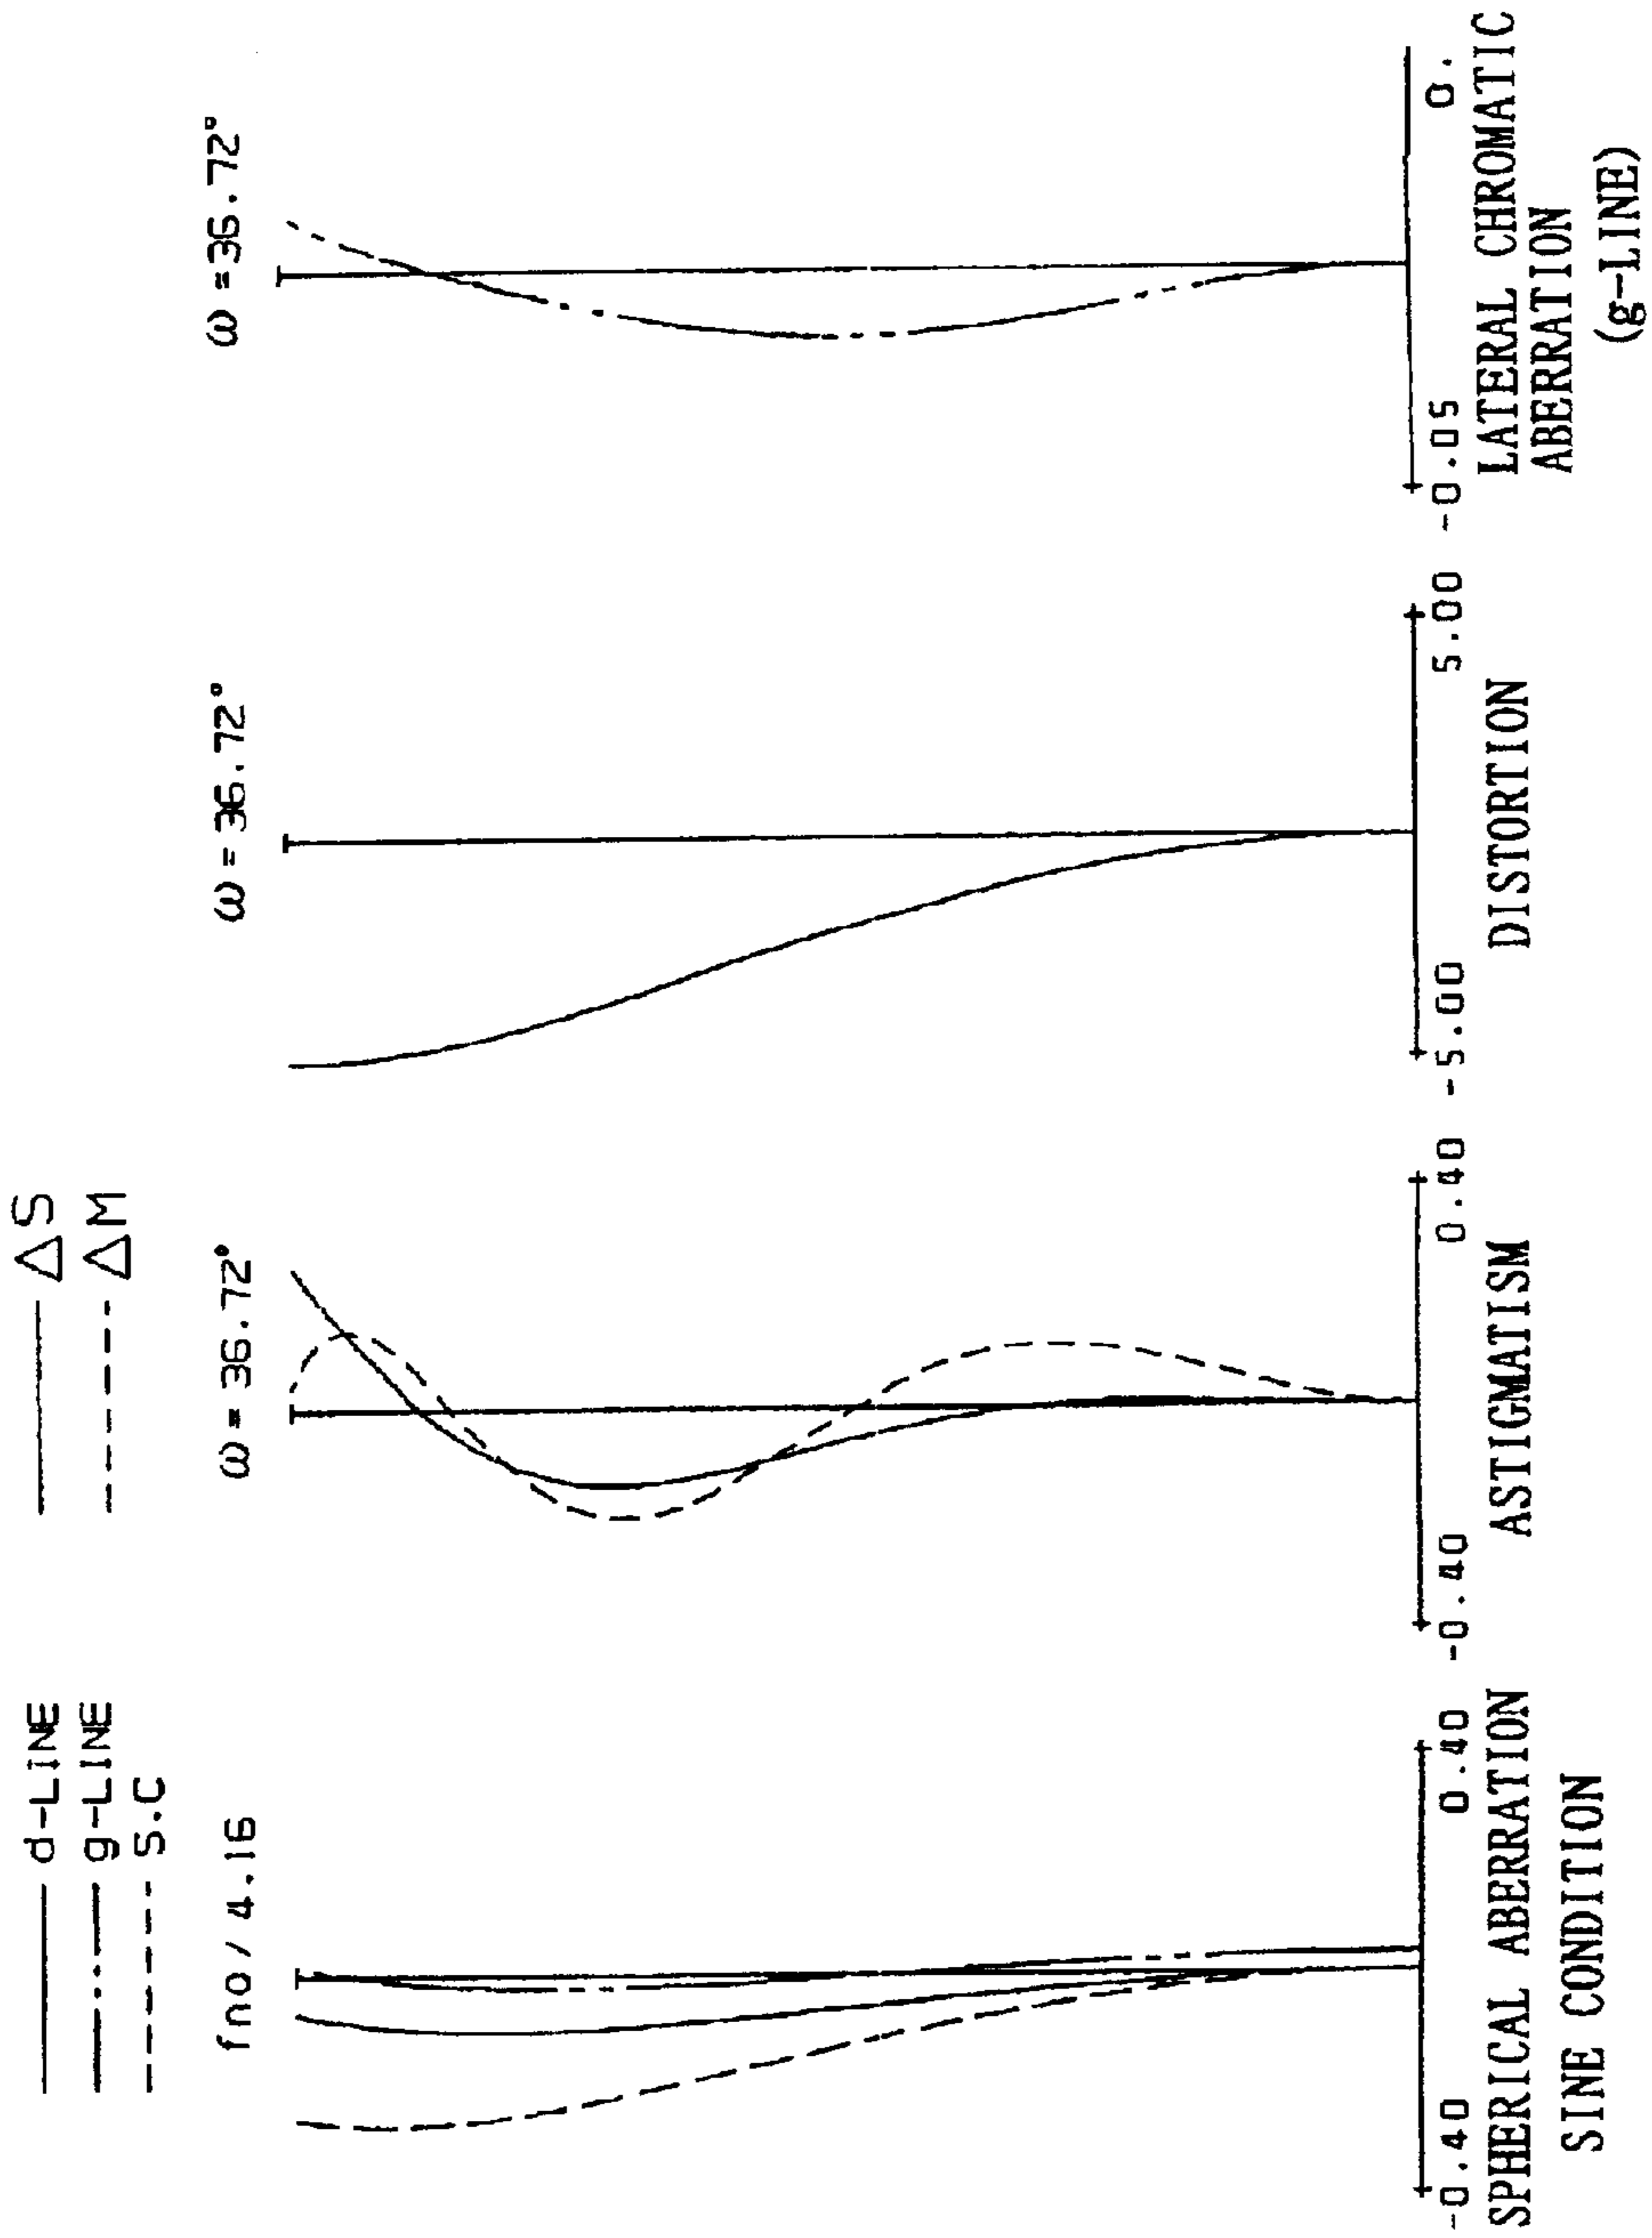 d-LINE
g-LINE
S.C
fno / 4.16
-0.40
0.40
SPHERICAL ABERRATION
SINE CONDITION
ΔS
ΔM
ω = 36.72°
-0.40
0.40
ASTIGMATISM
ω = 36.72°
-5.00
5.00
DISTORTION
ω = 36.72°
-0.05
0.
LATERAL CHROMATIC
ABERRATION
(g-LINE)